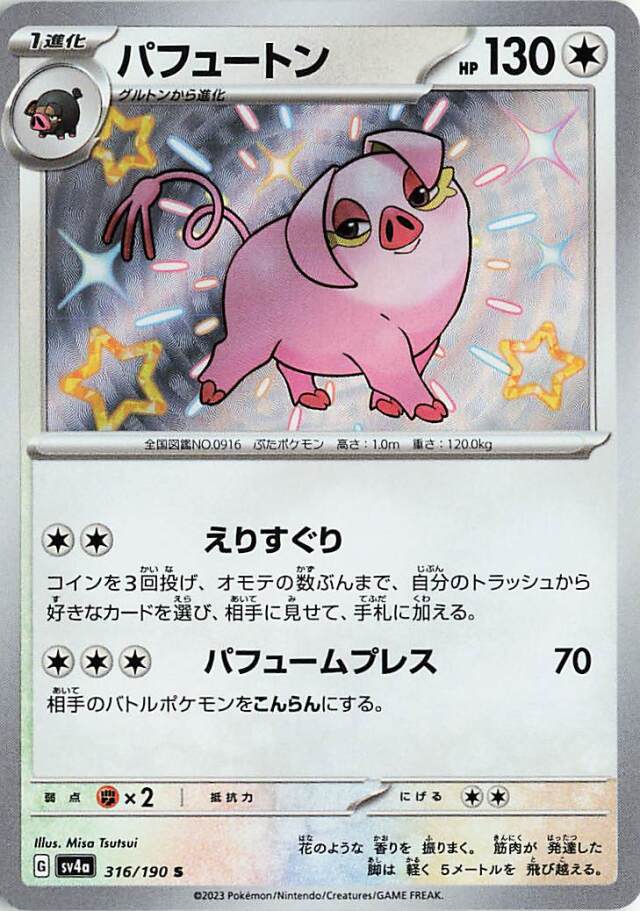 1進化 パフュートン HP 130
グルトンから進化
全国図鑑NO.0916 ぶたポケモン 高さ：1.0m 重さ：120.0kg
えりすぐり
コインを3回投げ、オモテの数ぶんまで、自分のトラッシュから
好きなカードを選び、相手に見せて、手札に加える。
パフュームプレス 70
相手のバトルポケモンをこんらんにする。
弱点 ×2 抵抗力 にげる
Illus. Misa Tsutsui
花のような 香りを 振りまく。 筋肉が 発達した
脚は 軽く 5メートルを 飛び越える。
G sv4a 316/190 S
©2023 Pokémon/Nintendo/Creatures/GAME FREAK.